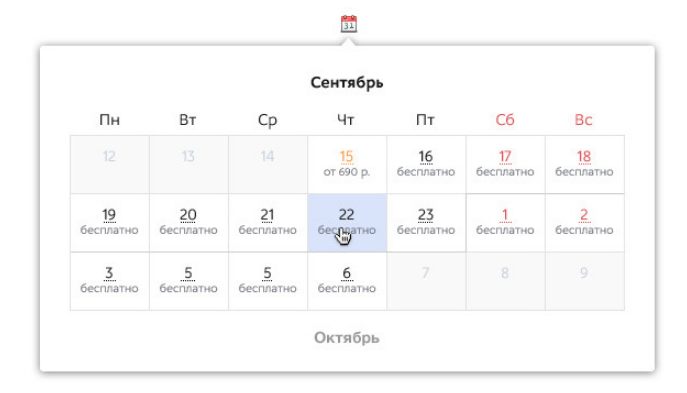 31
Сентябрь
Пн Вт Ср Чт Пт Сб Вс
12 13 14 15 16 17 18
от 690 р. бесплатно бесплатно бесплатно
19 20 21 22 23 1 2
бесплатно бесплатно бесплатно бесплатно бесплатно бесплатно бесплатно
3 5 5 6 7 8 9
бесплатно бесплатно бесплатно бесплатно
Октябрь